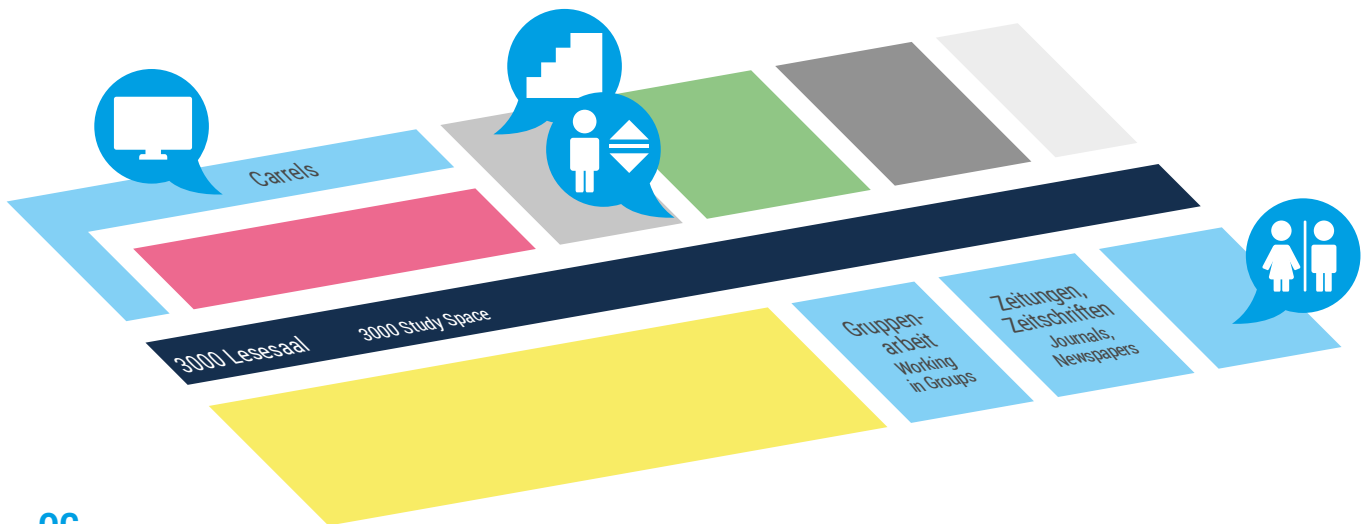 Carrels
3000 Lesesaal
3000 Study Space
Gruppen-
arbeit
Working
in Groups
Zeitungen,
Zeitschriften
Journals,
Newspapers